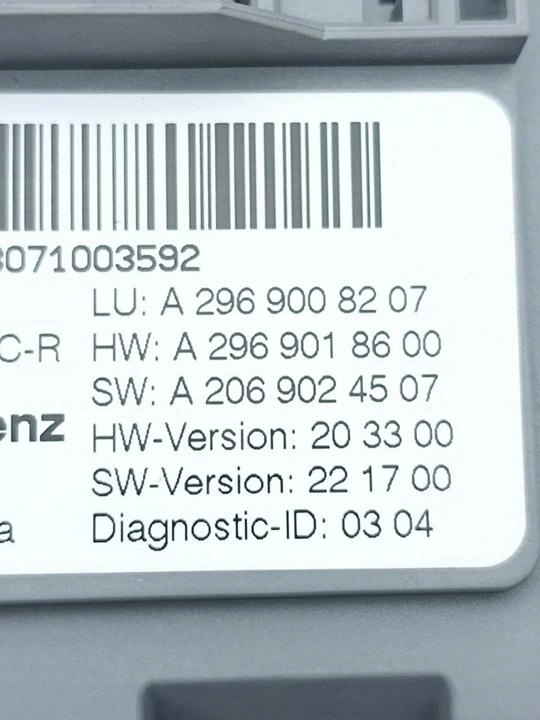 3071003592
LU: A 296 900 82 07
C-R HW: A 296 901 86 00
SW: A 206 902 45 07
enz
HW-Version: 20 33 00
SW-Version: 22 17 00
a Diagnostic-ID: 03 04